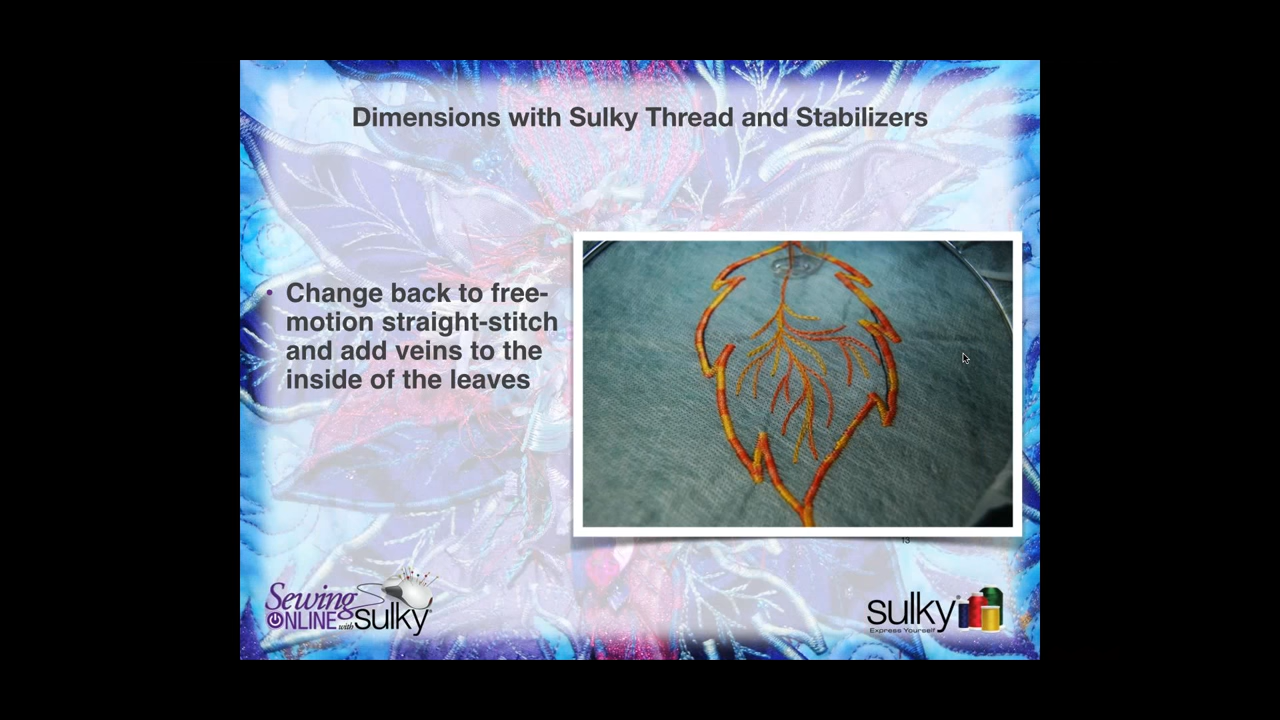 Dimensions with Sulky Thread and Stabilizers
• Change back to free-
motion straight-stitch
and add veins to the
inside of the leaves
13
Sewing
ONLINE with sulky
sulky
Express Yourself